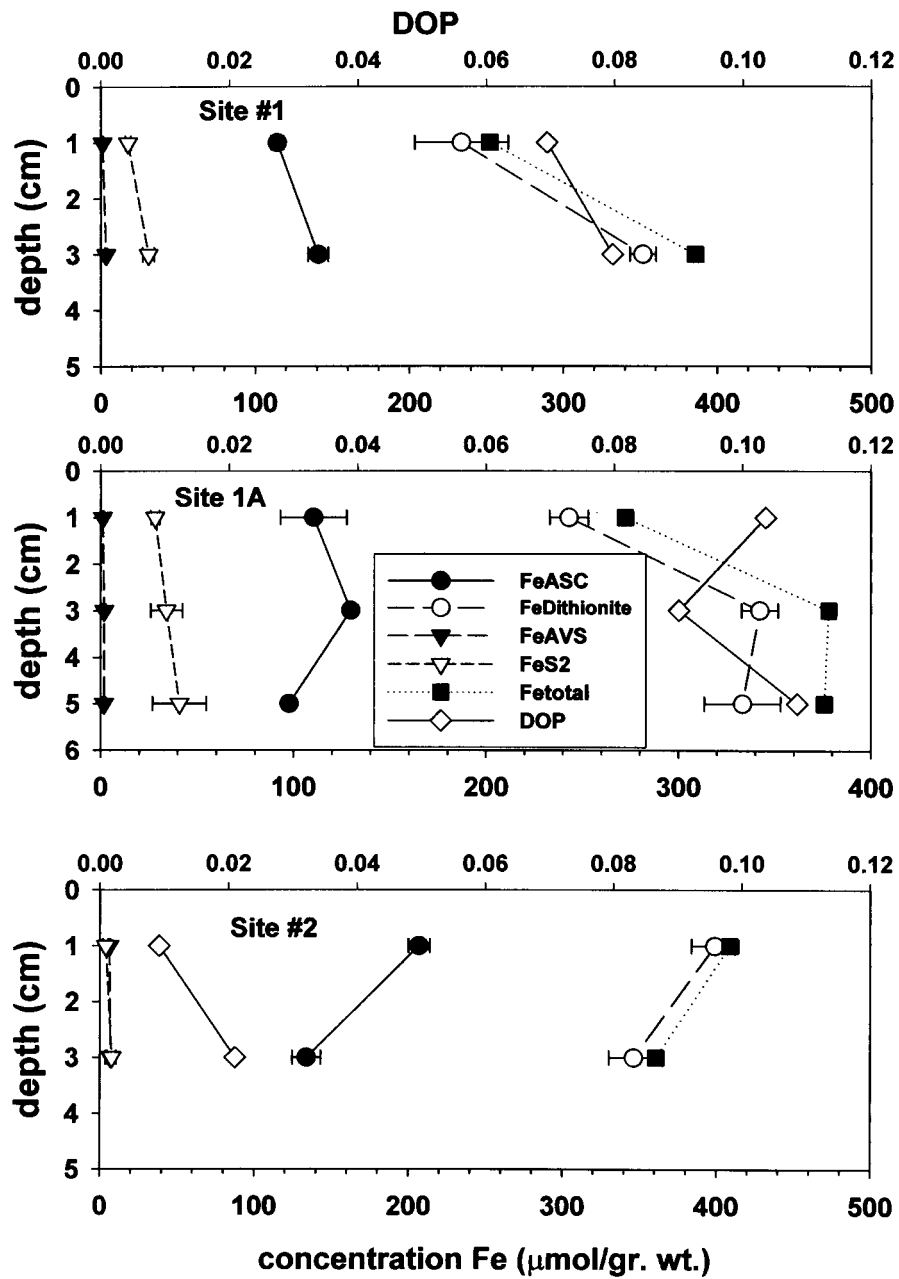 DOP
0.00 0.02 0.04 0.06 0.08 0.10 0.12
Site #1
depth (cm)
0
1
2
3
4
5
0 100 200 300 400 500
0.00 0.02 0.04 0.06 0.08 0.10 0.12
Site 1A
depth (cm)
0
1
2
3
4
5
6
FeASC
FeDithionite
FeAVS
FeS2
Fetotal
DOP
0 100 200 300 400
0.00 0.02 0.04 0.06 0.08 0.10 0.12
Site #2
depth (cm)
0
1
2
3
4
5
0 100 200 300 400 500
concentration Fe (μmol/gr. wt.)